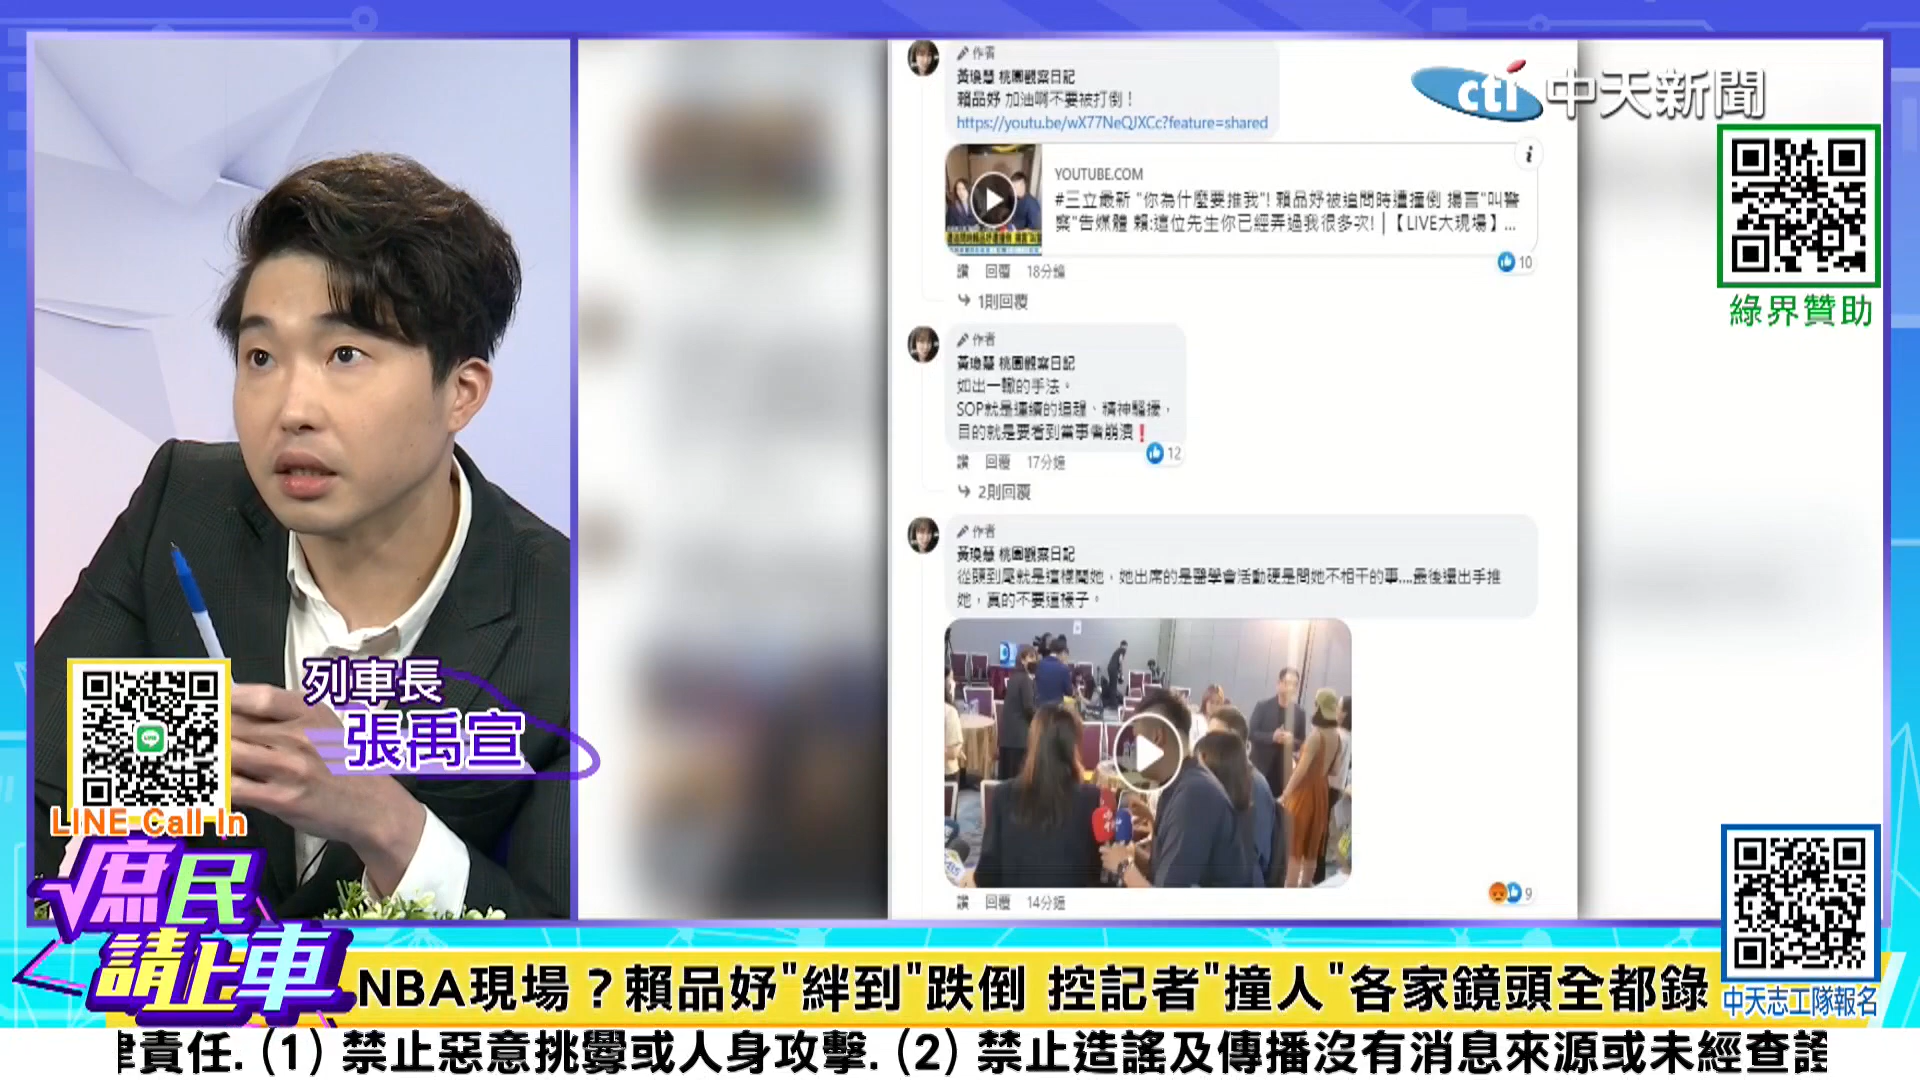 作者
黃瓊慧 桃園觀察日記
賴品妤 加油啊不要被打倒！
https://youtu.be/wX77NeQJXCc?feature=shared
YOUTUBE.COM
#三立最新 "你為什麼要推我"! 賴品妤被追問時遭撞倒 揚言"叫警
察"告媒體 賴:這位先生你已經弄過我很多次! |【LIVE大現場】...
讚 回覆 18分鐘
10
1則回覆
作者
黃瓊慧 桃園觀察日記
如出一轍的手法。
SOP就是連續的追趕、精神騷擾，
目的就是要看到當事者崩潰❗
讚 回覆 17分鐘
12
2則回覆
作者
黃瓊慧 桃園觀察日記
從頭到尾就是這樣鬧她，她出席的是醫學會活動硬是問她不相干的事....最後還出手推
她，真的不要這樣子。
讚 回覆 14分鐘
9
cti 中天新聞
綠界贊助
列車長
張禹宣
LINE
LINE Call In
庶民
請上車
NBA現場？賴品妤"絆到"跌倒 控記者"撞人"各家鏡頭全都錄
中天志工隊報名
責任. (1) 禁止惡意挑釁或人身攻擊. (2) 禁止造謠及傳播沒有消息來源或未經查證